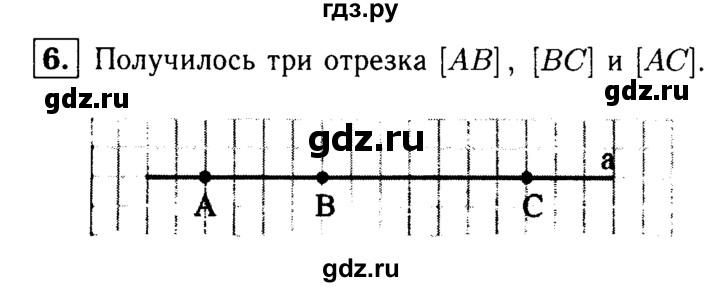 гдз.ру
6. Получилось три отрезка [AB], [BC] и [AC].
gdz.ru
gdz.ru
gdz.ru
a
A B C
gdz.ru